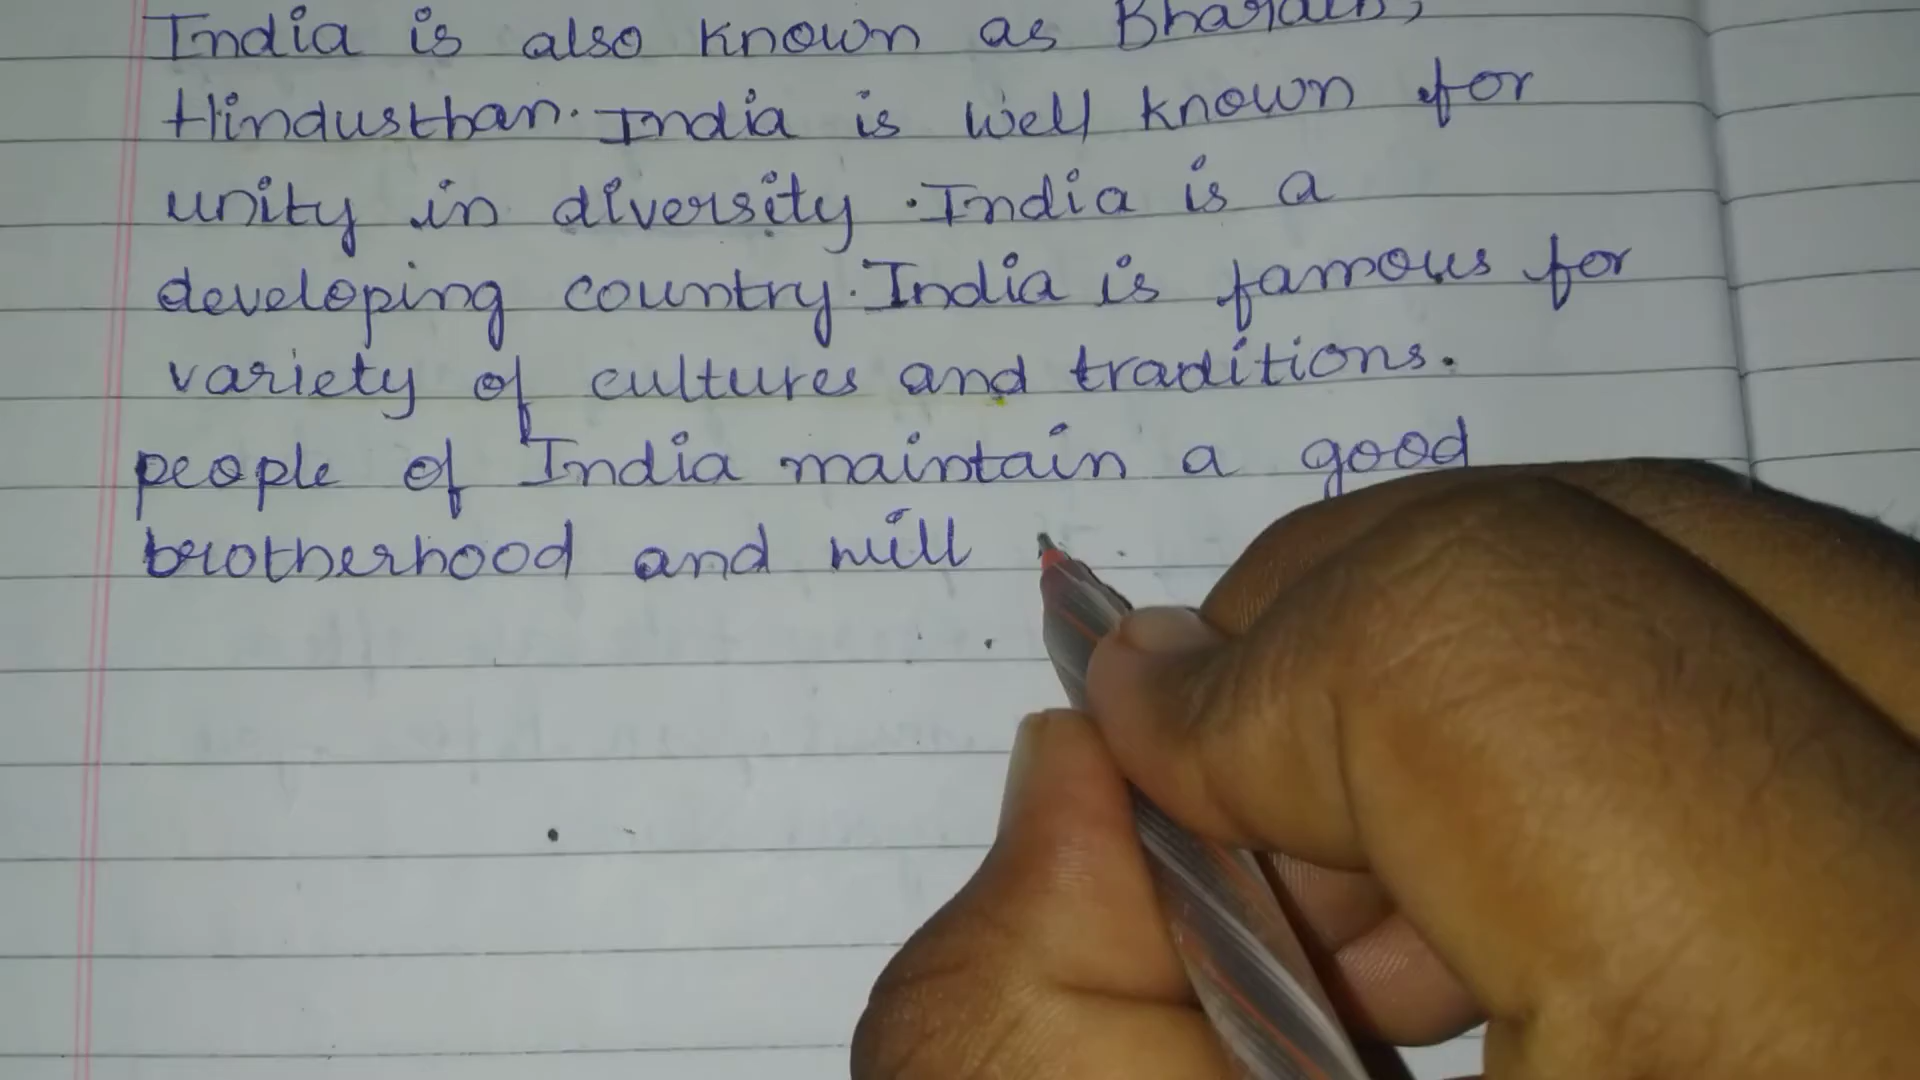 India is also known as Bharath,
Hindusthan. India is well known for
unity in diversity. India is a
developing country. India is famous for
variety of cultures and traditions.
people of India maintain a good
brotherhood and will